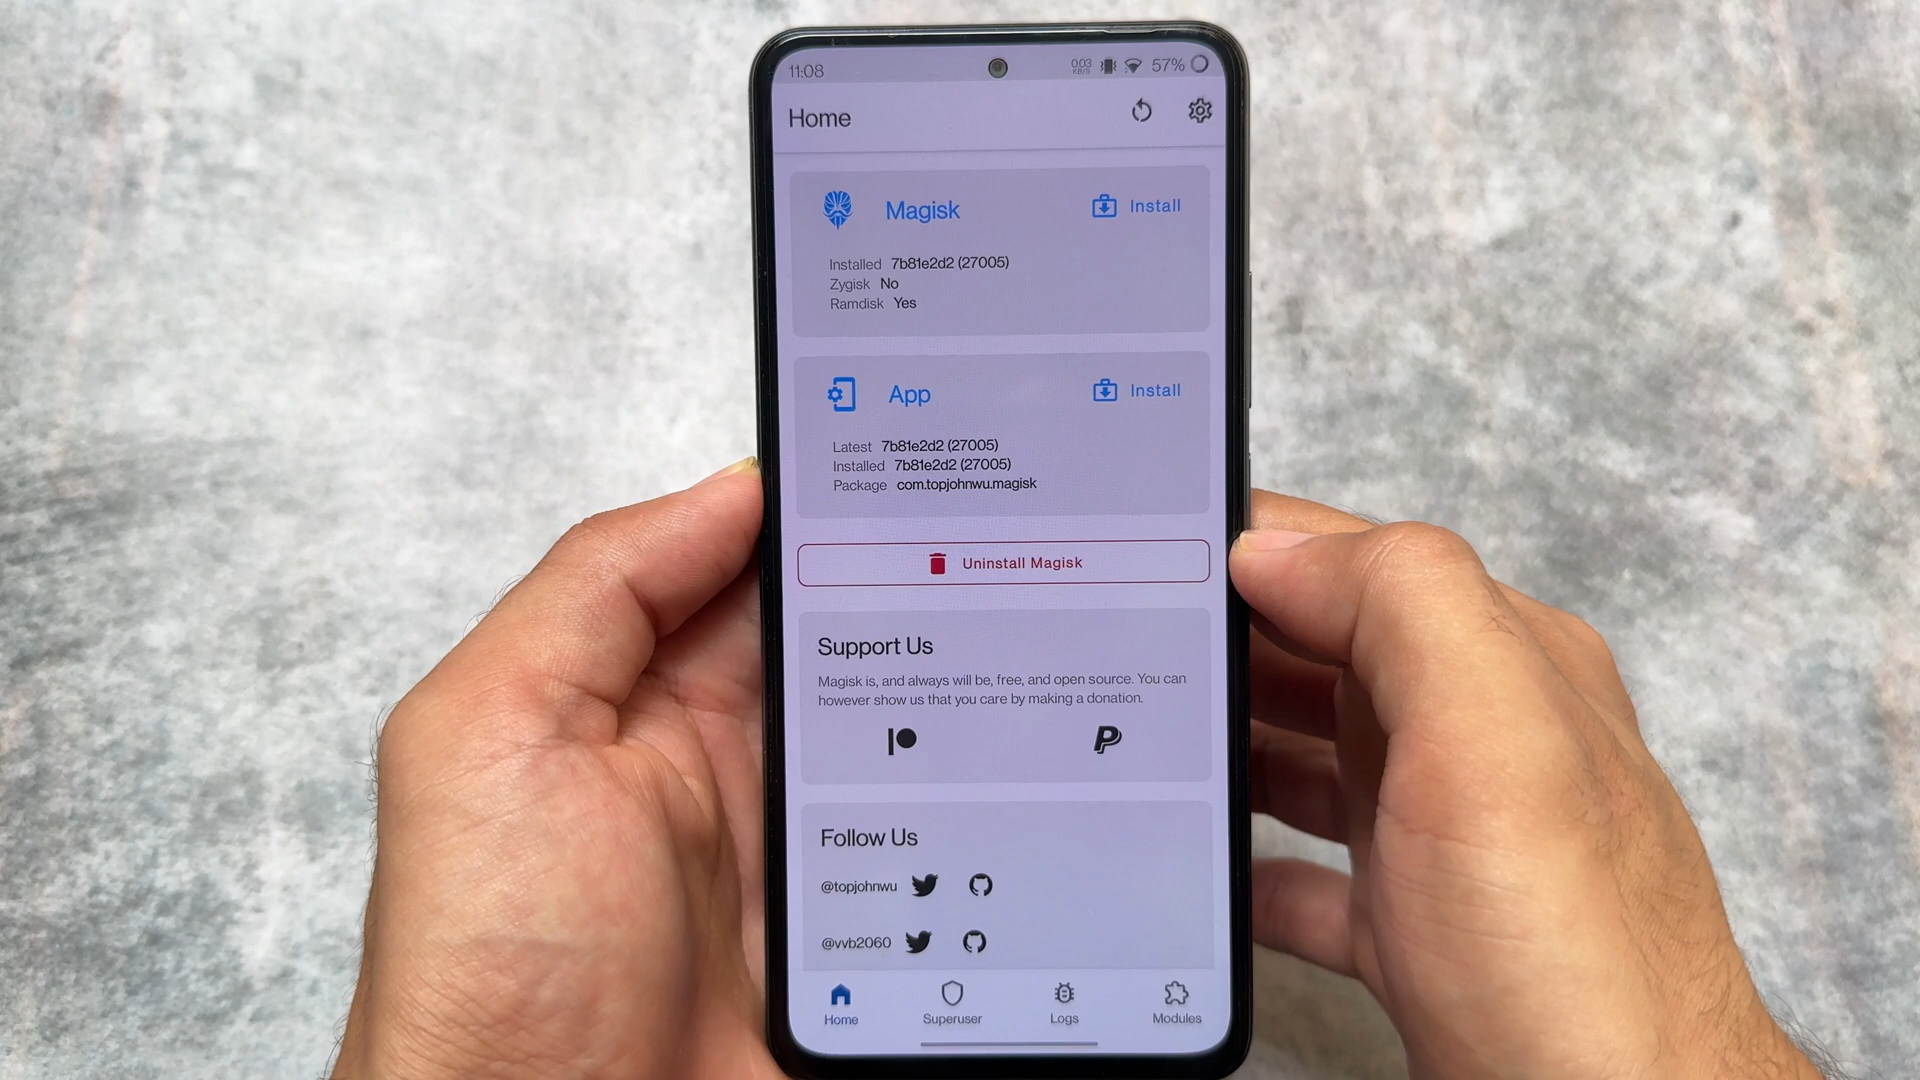 11:08 0.03 KB/S 57%
Home
Magisk Install
Installed 7b81e2d2 (27005)
Zygisk No
Ramdisk Yes
App Install
Latest 7b81e2d2 (27005)
Installed 7b81e2d2 (27005)
Package com.topjohnwu.magisk
Uninstall Magisk
Support Us
Magisk is, and always will be, free, and open source. You can
however show us that you care by making a donation.
Follow Us
@topjohnwu
@vvb2060
Home Superuser Logs Modules